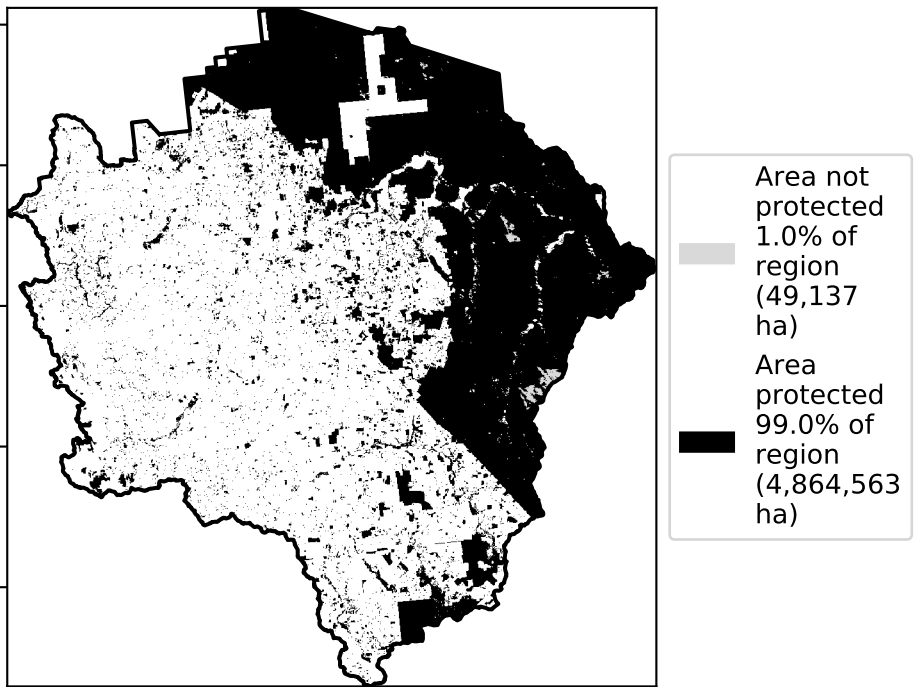 Area not
protected
1.0% of
region
(49,137
ha)
Area
protected
99.0% of
region
(4,864,563
ha)